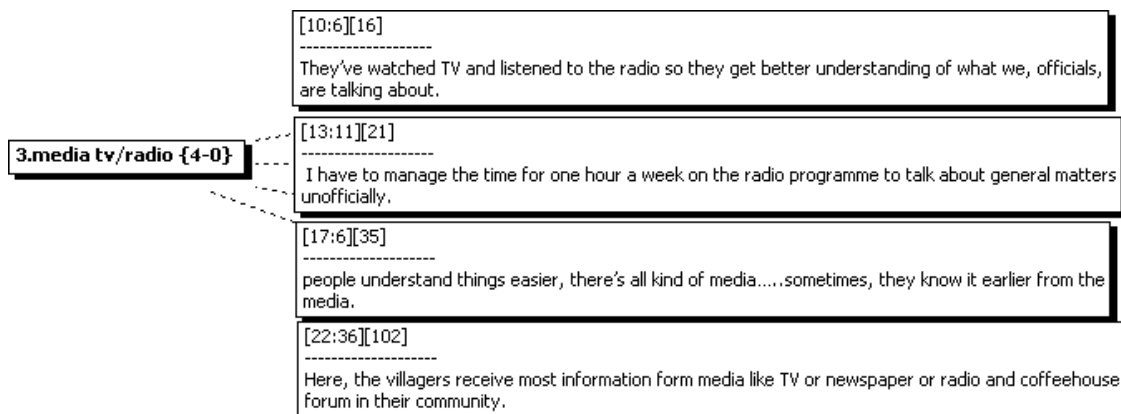 [10:6][16]
--------------------
They've watched TV and listened to the radio so they get better understanding of what we, officials,
are talking about.
3.media tv/radio {4-0}
[13:11][21]
--------------------
I have to manage the time for one hour a week on the radio programme to talk about general matters
unofficially.
[17:6][35]
--------------------
people understand things easier, there's all kind of media.....sometimes, they know it earlier from the
media.
[22:36][102]
--------------------
Here, the villagers receive most information form media like TV or newspaper or radio and coffeehouse
forum in their community.